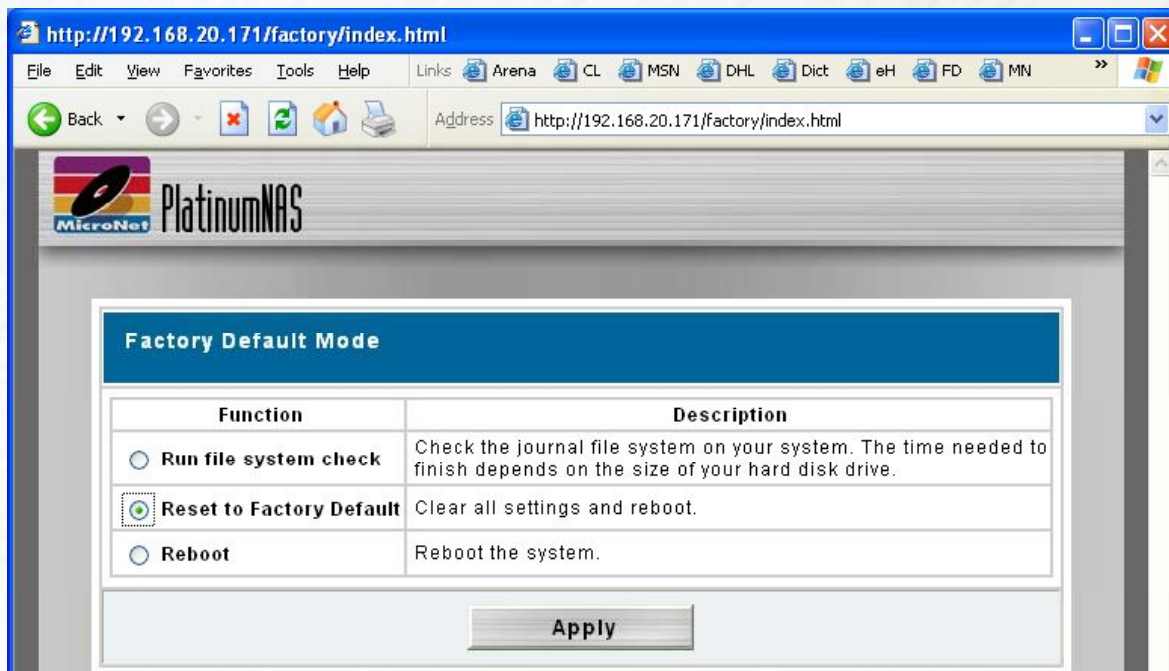 http://192.168.20.171/factory/index.html
File Edit View Favorites Tools Help Links Arena CL MSN DHL Dict eH FD MN »
Back Address http://192.168.20.171/factory/index.html
MicroNet PlatinumNAS
Factory Default Mode
Function Description
Run file system check Check the journal file system on your system. The time needed to
finish depends on the size of your hard disk drive.
Reset to Factory Default Clear all settings and reboot.
Reboot Reboot the system.
Apply